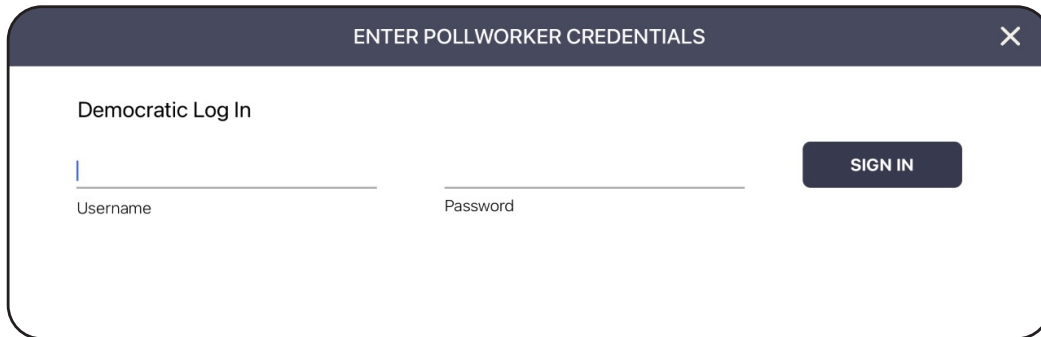 ENTER POLLWORKER CREDENTIALS
Democratic Log In
SIGN IN
Username
Password